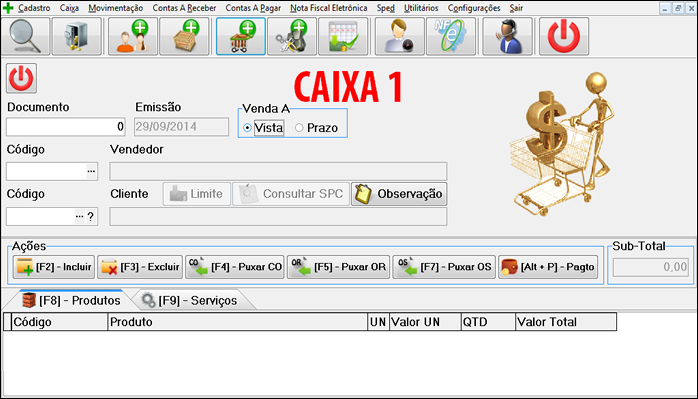 Cadastro Caixa Movimentação Contas A Receber Contas A Pagar Nota Fiscal Eletrônica Sped Utilitários Configurações Sair
NF
e
CAIXA 1
Documento Emissão Venda A
0 29/09/2014 Vista Prazo
Código Vendedor
...
Código Cliente Limite Consultar SPC Observação
... ?
Ações Sub-Total
[F2] - Incluir [F3] - Excluir CO [F4] - Puxar CO OR [F5] - Puxar OR OS [F7] - Puxar OS [Alt + P] - Pagto 0,00
[F8] - Produtos [F9] - Serviços
Código Produto UN Valor UN QTD Valor Total